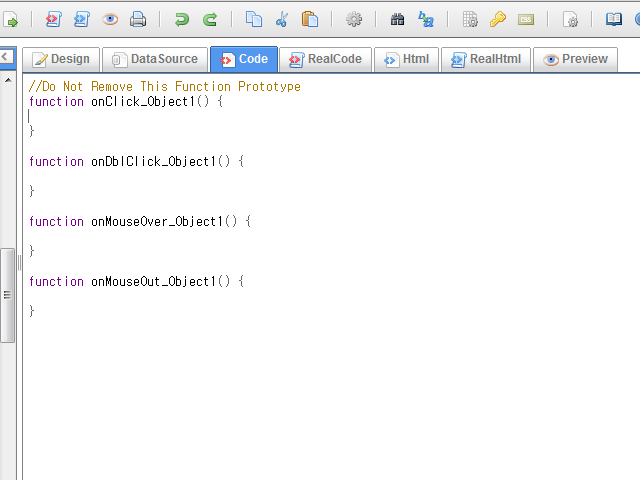 Design DataSource Code RealCode Html RealHtml Preview
//Do Not Remove This Function Prototype
function onClick_Object1() {
}
function onDblClick_Object1() {
}
function onMouseOver_Object1() {
}
function onMouseOut_Object1() {
}